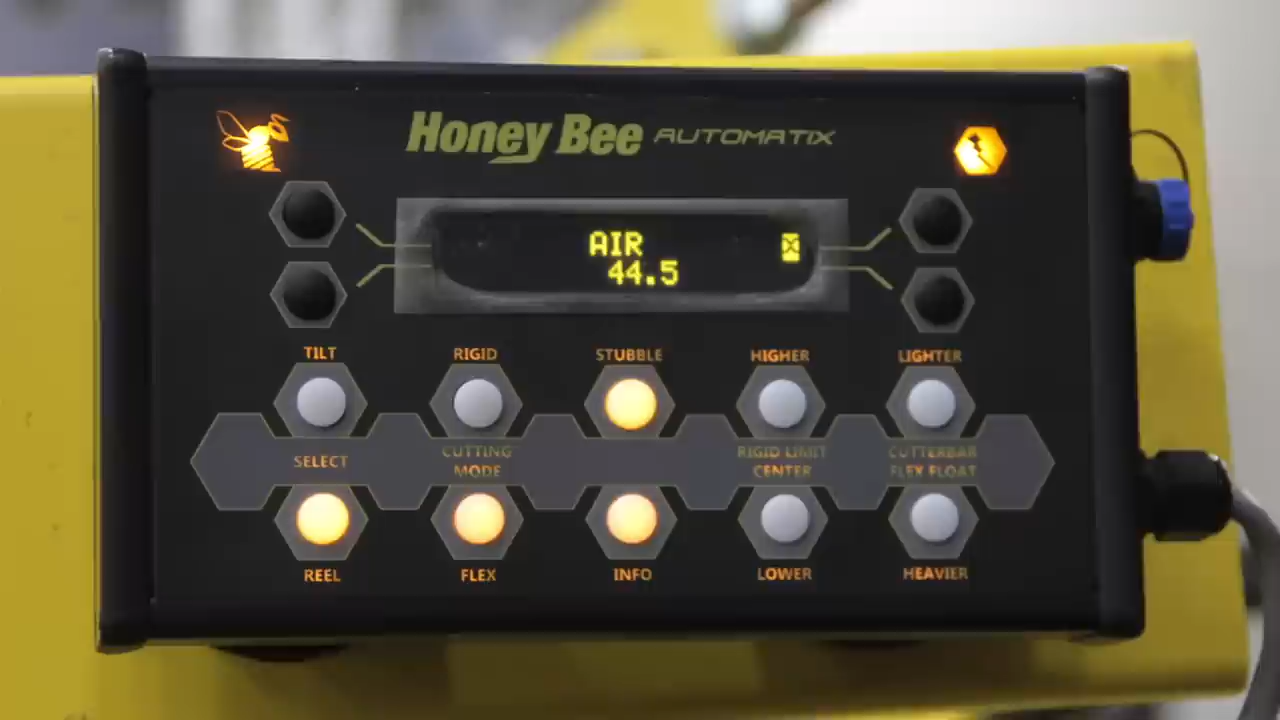 Honey Bee AUTOMATIX
AIR
44.5
TILT RIGID STUBBLE HIGHER LIGHTER
SELECT
CUTTING
MODE
RIGID LIMIT
CENTER
CUTTERBAR
FLEX FLOAT
REEL FLEX INFO LOWER HEAVIER